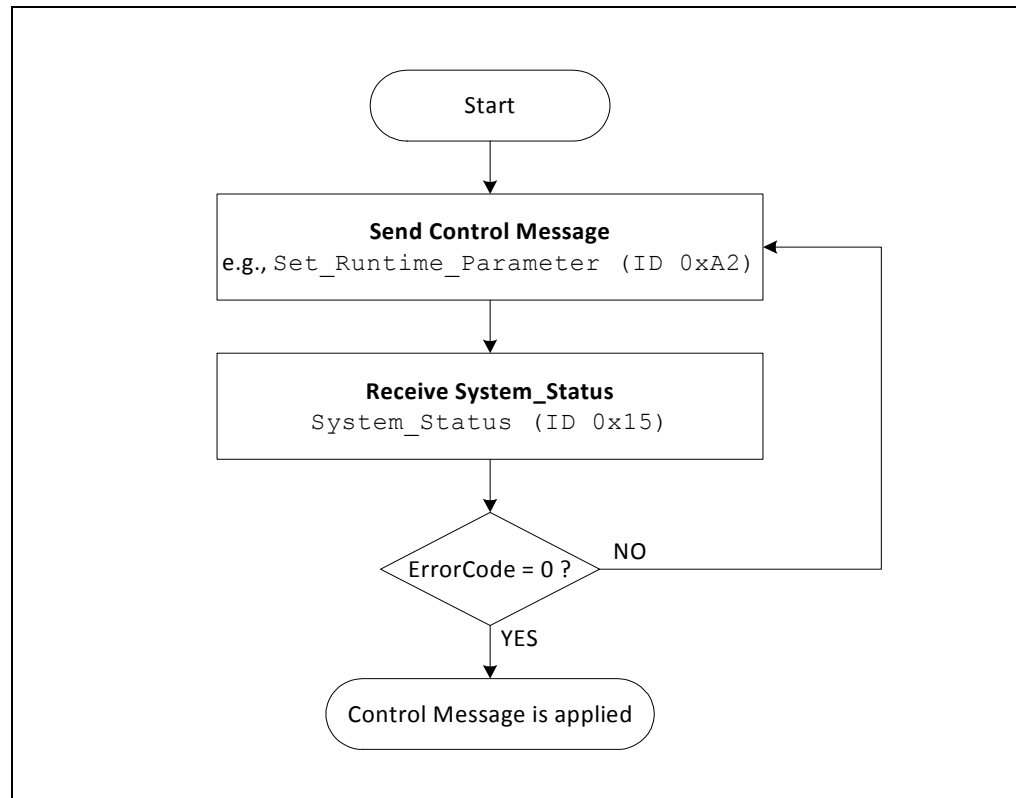 Start
Send Control Message
e.g., Set_Runtime_Parameter (ID 0xA2)
Receive System_Status
System_Status (ID 0x15)
ErrorCode = 0 ?
NO
YES
Control Message is applied